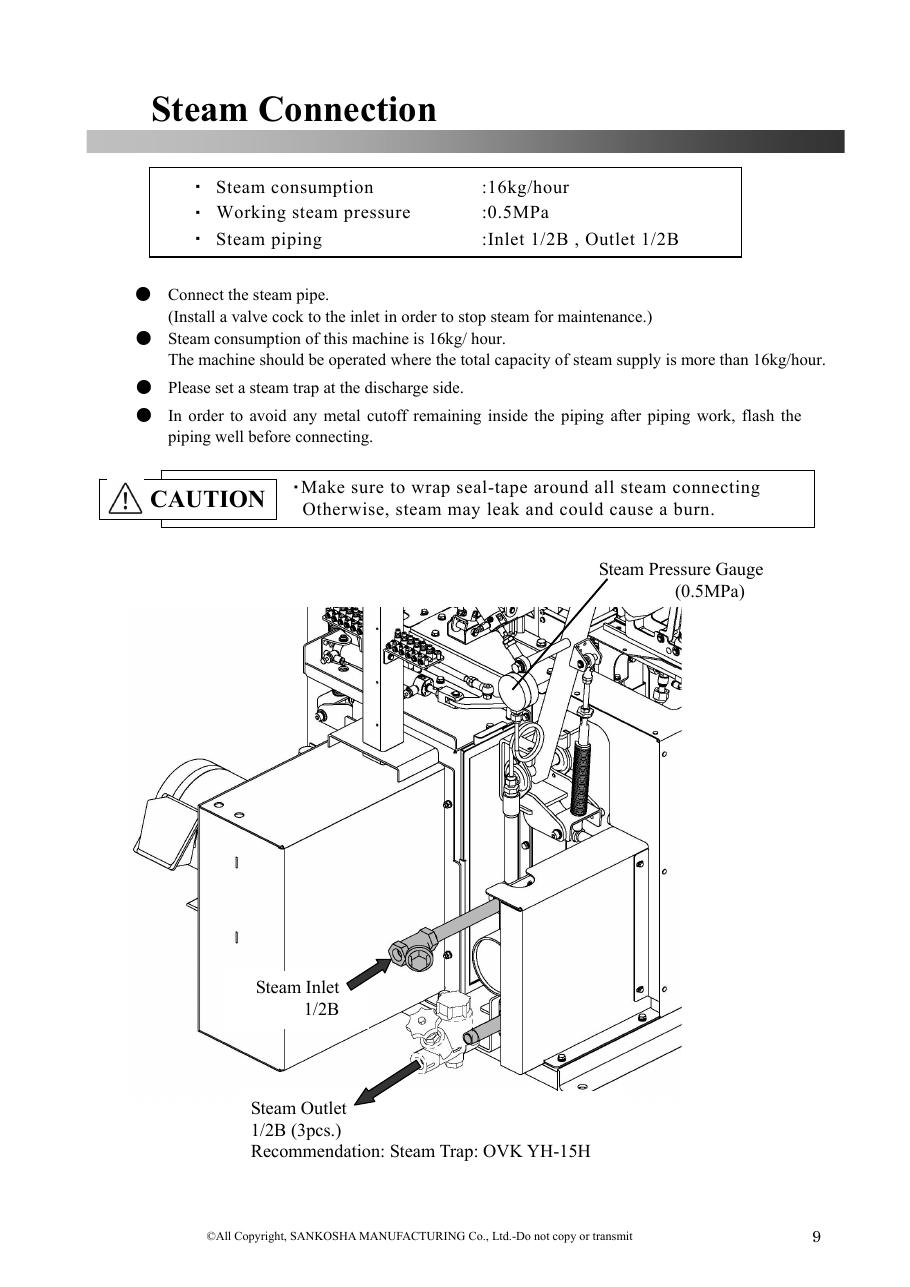 Steam Connection
・ Steam consumption :16kg/hour
・ Working steam pressure :0.5MPa
・ Steam piping :Inlet 1/2B , Outlet 1/2B
● Connect the steam pipe.
(Install a valve cock to the inlet in order to stop steam for maintenance.)
● Steam consumption of this machine is 16kg/ hour.
The machine should be operated where the total capacity of steam supply is more than 16kg/hour.
● Please set a steam trap at the discharge side.
● In order to avoid any metal cutoff remaining inside the piping after piping work, flash the
piping well before connecting.
CAUTION
・Make sure to wrap seal-tape around all steam connecting
Otherwise, steam may leak and could cause a burn.
Steam Pressure Gauge
(0.5MPa)
Steam Inlet
1/2B
Steam Outlet
1/2B (3pcs.)
Recommendation: Steam Trap: OVK YH-15H
©All Copyright, SANKOSHA MANUFACTURING Co., Ltd.-Do not copy or transmit
9